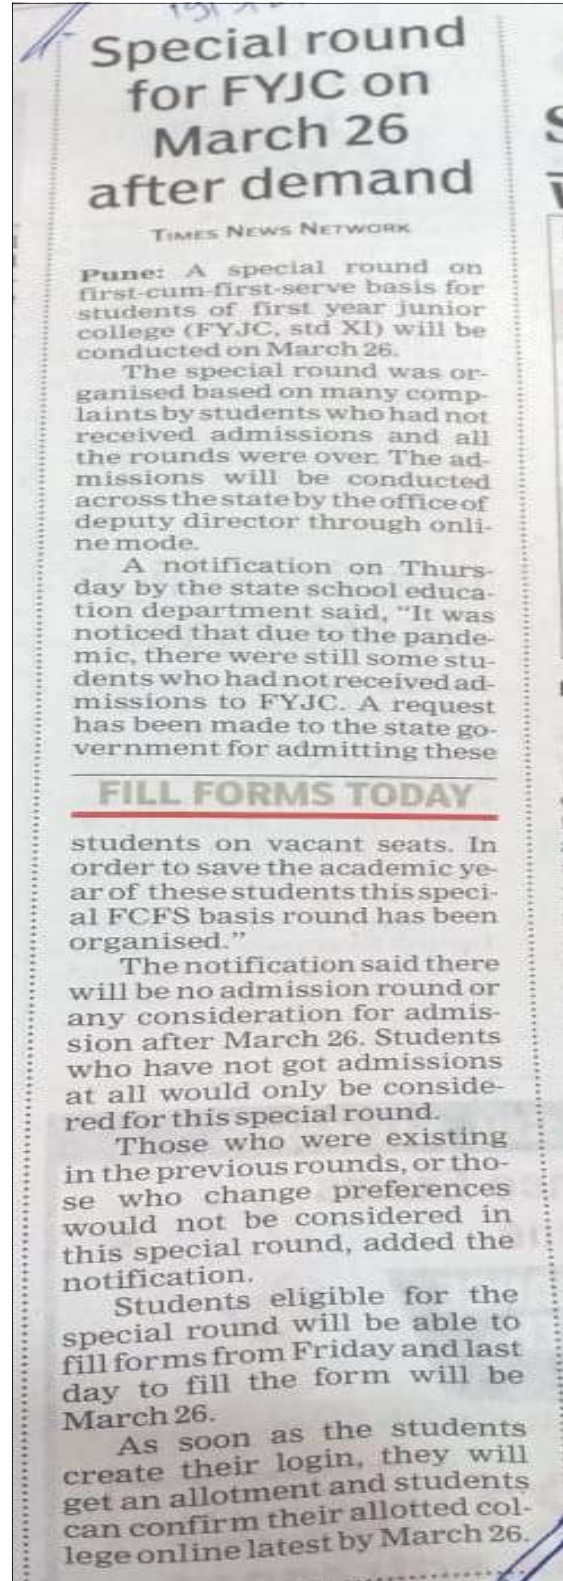 Special round
for FYJC on
March 26
after demand
TIMES NEWS NETWORK
Pune: A special round on
first-cum-first-serve basis for
students of first year junior
college (FYJC, std XI) will be
conducted on March 26.
The special round was or-
ganised based on many comp-
laints by students who had not
received admissions and all
the rounds were over. The ad-
missions will be conducted
across the state by the office of
deputy director through onli-
ne mode.
A notification on Thurs-
day by the state school educa-
tion department said, “It was
noticed that due to the pande-
mic, there were still some stu-
dents who had not received ad-
missions to FYJC. A request
has been made to the state go-
vernment for admitting these
FILL FORMS TODAY
students on vacant seats. In
order to save the academic ye-
ar of these students this speci-
al FCFS basis round has been
organised.”
The notification said there
will be no admission round or
any consideration for admis-
sion after March 26. Students
who have not got admissions
at all would only be conside-
red for this special round.
Those who were existing
in the previous rounds, or tho-
se who change preferences
would not be considered in
this special round, added the
notification.
Students eligible for the
special round will be able to
fill forms from Friday and last
day to fill the form will be
March 26.
As soon as the students
create their login, they will
get an allotment and students
can confirm their allotted col-
lege online latest by March 26.